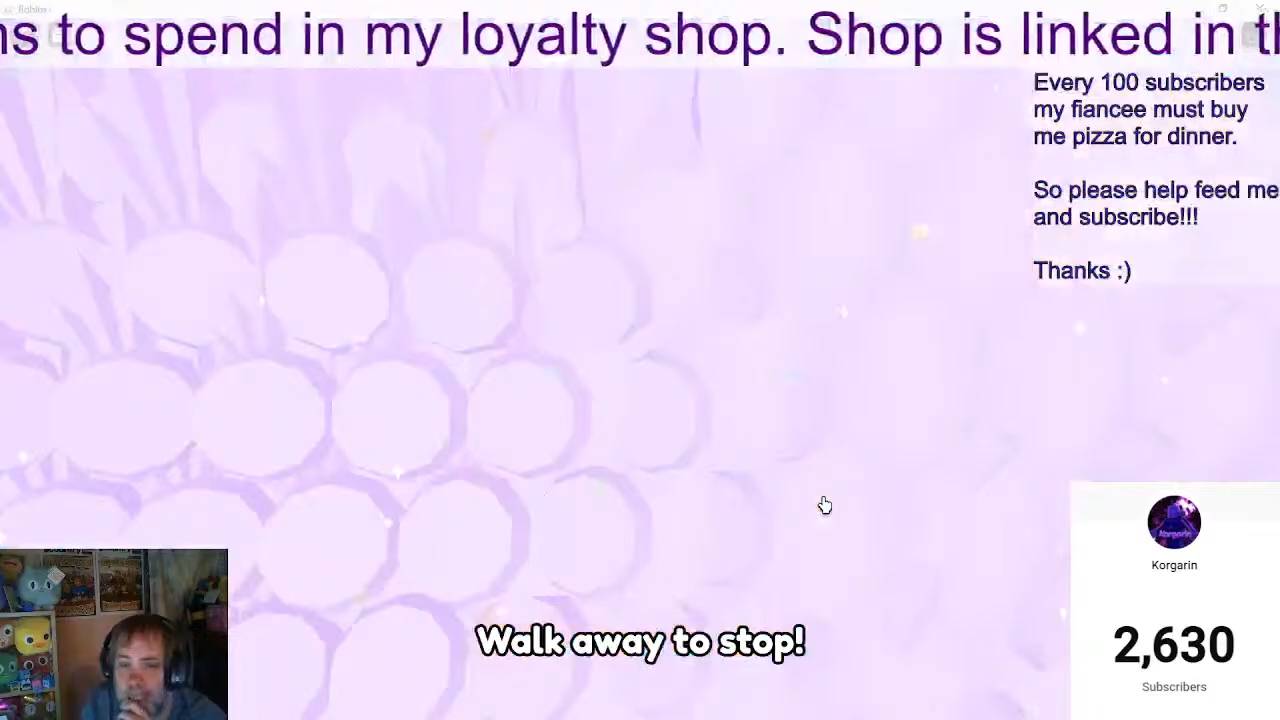 Roblox
ns to spend in my loyalty shop. Shop is linked in th
Every 100 subscribers
my fiancee must buy
me pizza for dinner.
So please help feed me
and subscribe!!!
Thanks :)
Korgarin
Korgarin
2,630
Subscribers
Walk away to stop!